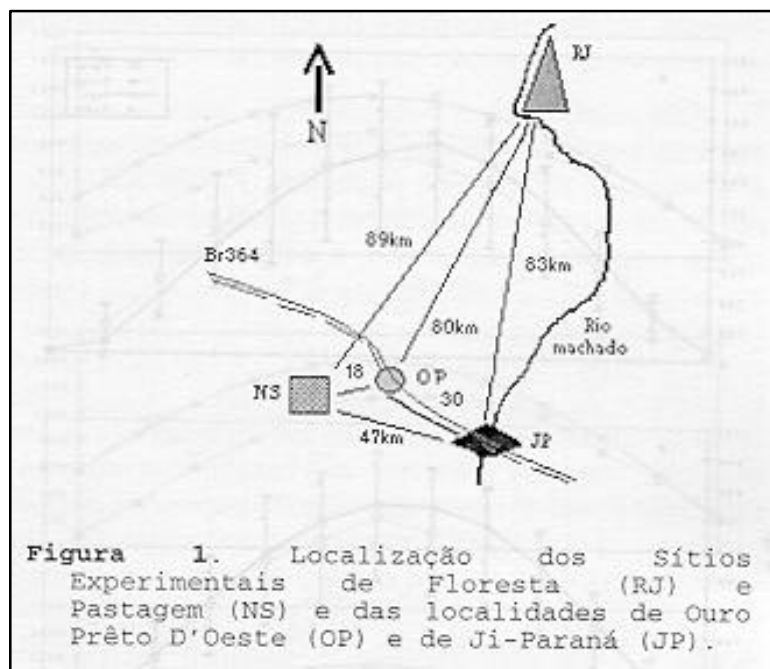 RJ
N
89km
Br364
83km
80km
Rio
machado
18
OP
NS
30
47km
JP
Figura 1. Localização dos Sítios
Experimentais de Floresta (RJ) e
Pastagem (NS) e das localidades de Ouro
Prêto D'Oeste (OP) e de Ji-Paraná (JP).